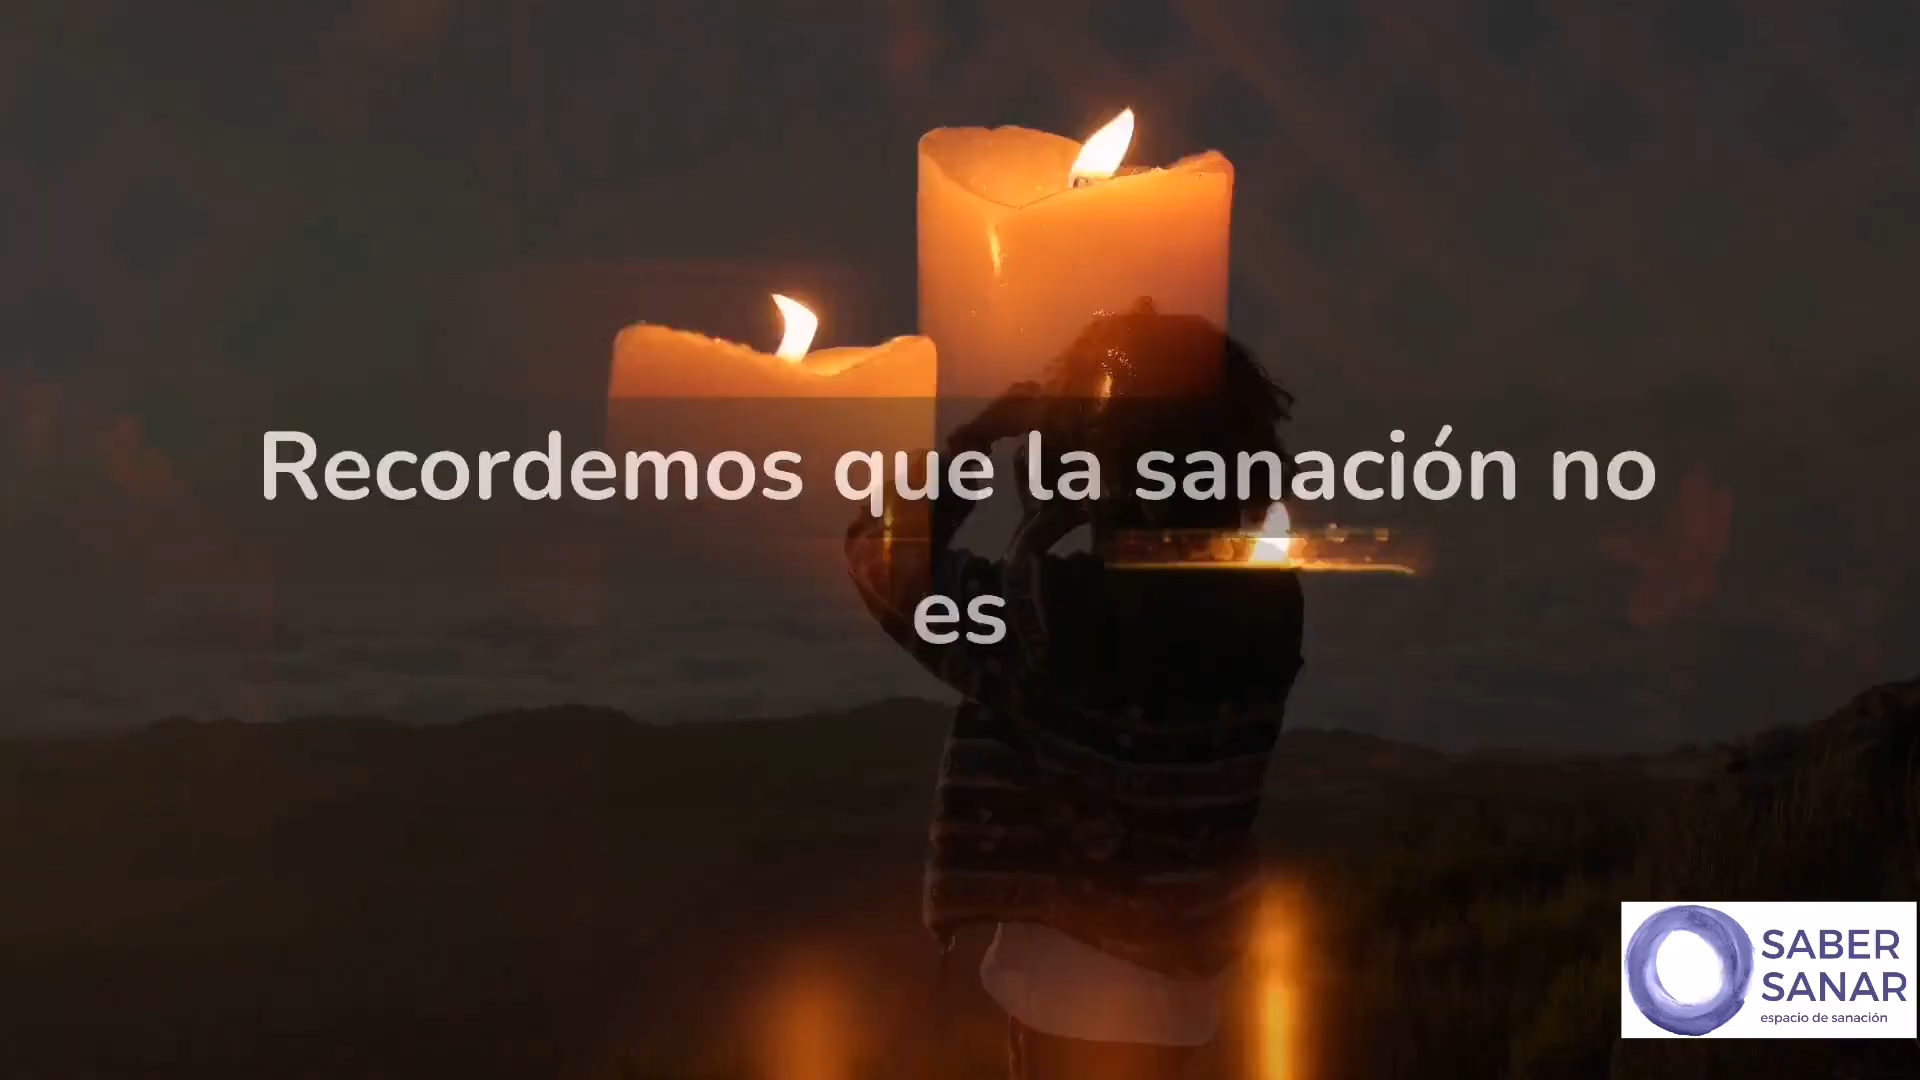 Recordemos que la sanación no
es
SABER
SANAR
espacio de sanación